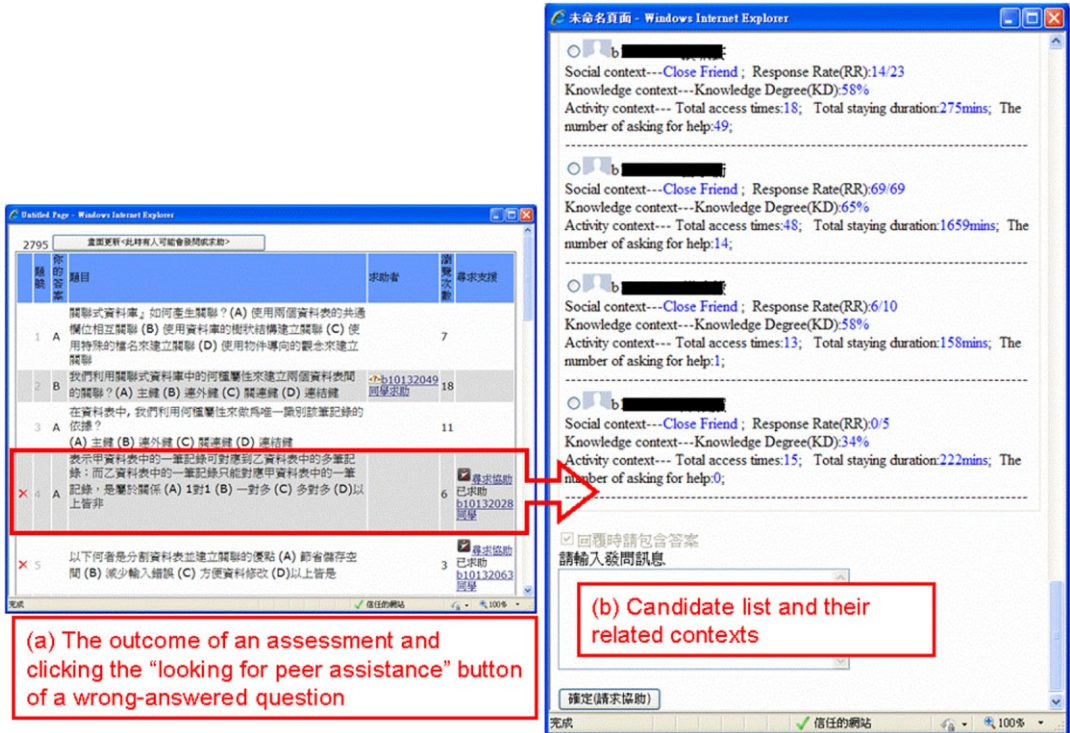 Untitled Page - Windows Internet Explorer
2795 畫面更新<此時有人可能會發問或求助>
題號 你的答案 題目 求助者 瀏覽次數 尋求支援
關聯式資料庫』如何產生關聯？(A) 使用兩個資料表的共通
欄位相互關聯 (B) 使用資料庫的樹狀結構建立關聯 (C) 使
1 A 用特殊的檔名來建立關聯 (D) 使用物件導向的觀念來建立 7
關聯
2 B 我們利用關聯式資料庫中的何種屬性來建立兩個資料表間 b10132049 18
的關聯？(A) 主鍵 (B) 連外鍵 (C) 關連鍵 (D) 連結鍵 同學求助
在資料表中, 我們利用何種屬性來做為唯一識別該筆記錄的
3 A 依據？ 11
(A) 主鍵 (B) 連外鍵 (C) 關連鍵 (D) 連結鍵
表示甲資料表中的一筆記錄可對應到乙資料表中的多筆記
錄；而乙資料表中的一筆記錄只能對應甲資料表中的一筆 尋求協助
4 A 記錄，是屬於關係 (A) 1對1 (B) 一對多 (C) 多對多 (D)以 6 已求助
上皆非 b10132028
同學
以下何者是分割資料表並建立關聯的優點 (A) 節省儲存空 尋求協助
5 間 (B) 減少輸入錯誤 (C) 方便資料修改 (D)以上皆是 3 已求助
b10132063
同學
完成 信任的網站 100%
(a) The outcome of an assessment and
clicking the “looking for peer assistance” button
of a wrong-answered question
未命名頁面 - Windows Internet Explorer
b
Social context---Close Friend ; Response Rate(RR):14/23
Knowledge context---Knowledge Degree(KD):58%
Activity context--- Total access times:18; Total staying duration:275mins; The
number of asking for help:49;
b
Social context---Close Friend ; Response Rate(RR):69/69
Knowledge context---Knowledge Degree(KD):65%
Activity context--- Total access times:48; Total staying duration:1659mins; The
number of asking for help:14;
b
Social context---Close Friend ; Response Rate(RR):6/10
Knowledge context---Knowledge Degree(KD):58%
Activity context--- Total access times:13; Total staying duration:158mins; The
number of asking for help:1;
b
Social context---Close Friend ; Response Rate(RR):0/5
Knowledge context---Knowledge Degree(KD):34%
Activity context--- Total access times:15; Total staying duration:222mins; The
number of asking for help:0;
回覆時請包含答案
請輸入發問訊息
(b) Candidate list and their
related contexts
確定(請求協助)
完成 信任的網站 100%